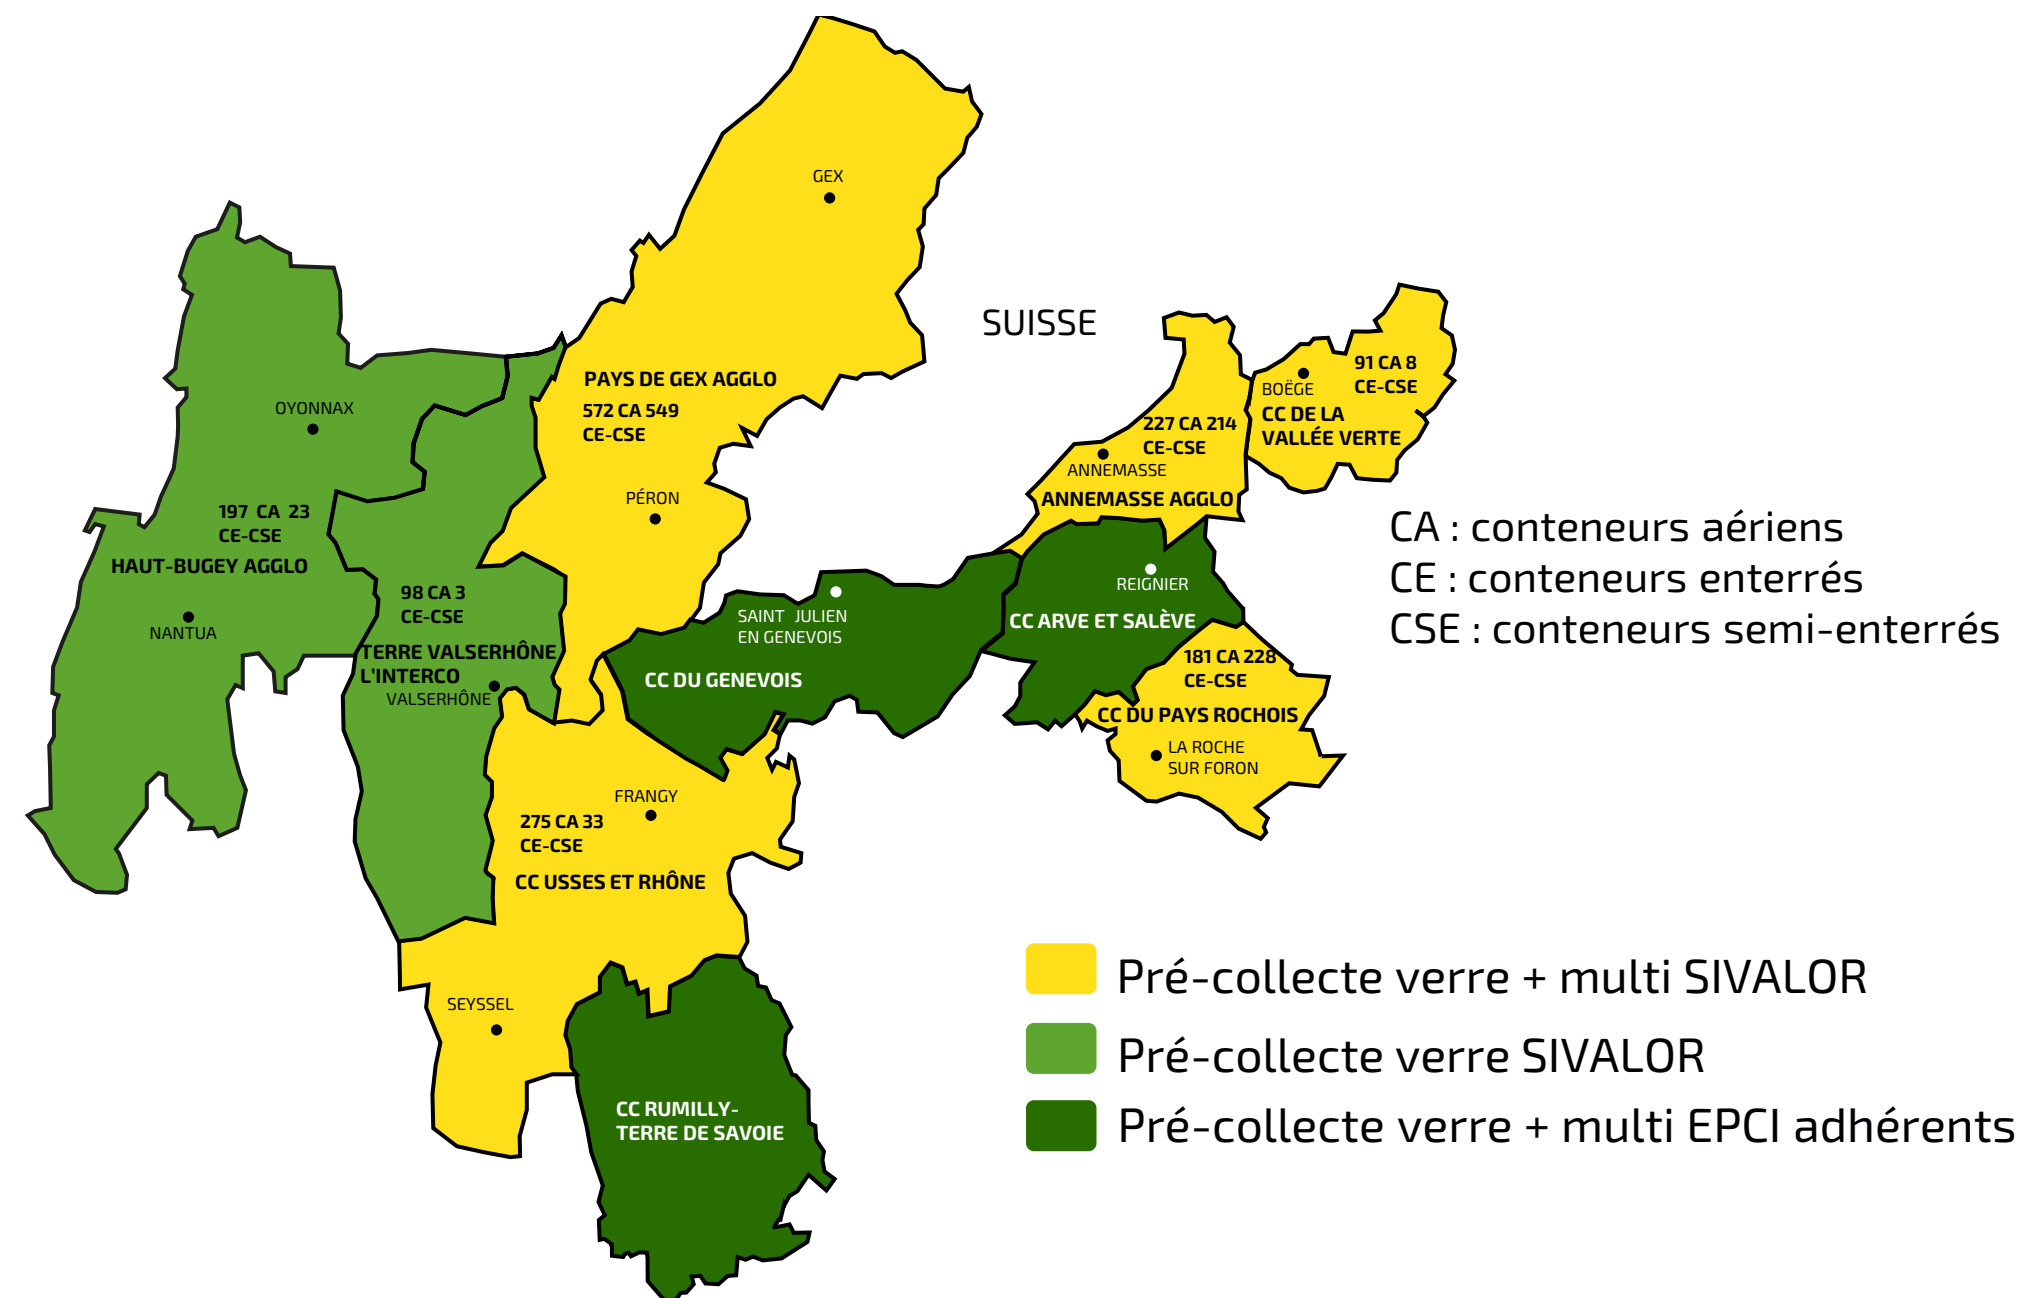 GEX
SUISSE
PAYS DE GEX AGGLO
572 CA 549
CE-CSE
PÉRON
OYONNAX
197 CA 23
CE-CSE
HAUT-BUGEY AGGLO
NANTUA
98 CA 3
CE-CSE
TERRE VALSERHÔNE
L'INTERCO
VALSERHÔNE
91 CA 8
CE-CSE
BOËGE
CC DE LA
VALLÉE VERTE
227 CA 214
CE-CSE
ANNEMASSE
ANNEMASSE AGGLO
CA : conteneurs aériens
CE : conteneurs enterrés
CSE : conteneurs semi-enterrés
REIGNIER
CC ARVE ET SALÈVE
SAINT JULIEN
EN GENEVOIS
CC DU GENEVOIS
181 CA 228
CE-CSE
CC DU PAYS ROCHOIS
LA ROCHE
SUR FORON
FRANGY
275 CA 33
CE-CSE
CC USSES ET RHÔNE
SEYSSEL
CC RUMILLY-
TERRE DE SAVOIE
Pré-collecte verre + multi SIVALOR
Pré-collecte verre SIVALOR
Pré-collecte verre + multi EPCI adhérents